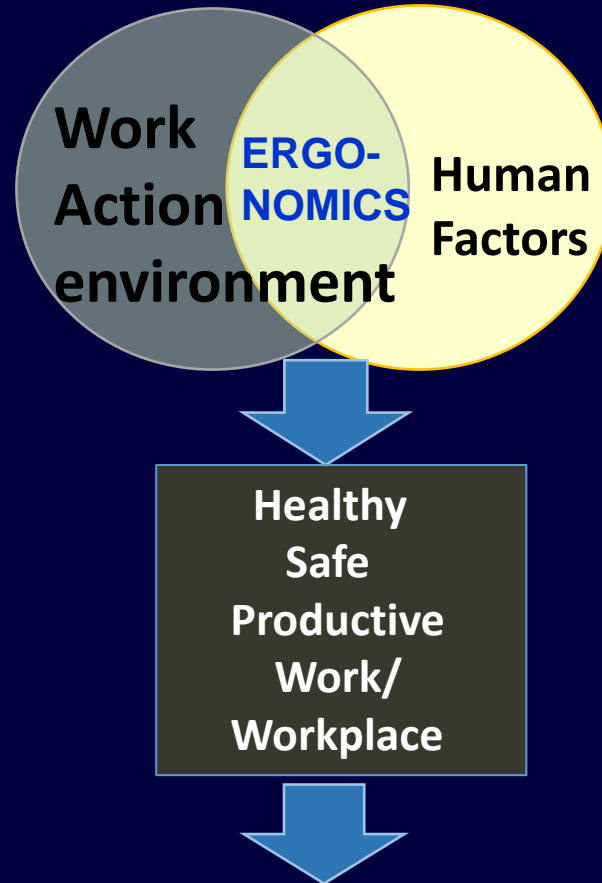 Work
Action
environment
ERGO-
NOMICS
Human
Factors
Healthy
Safe
Productive
Work/
Workplace